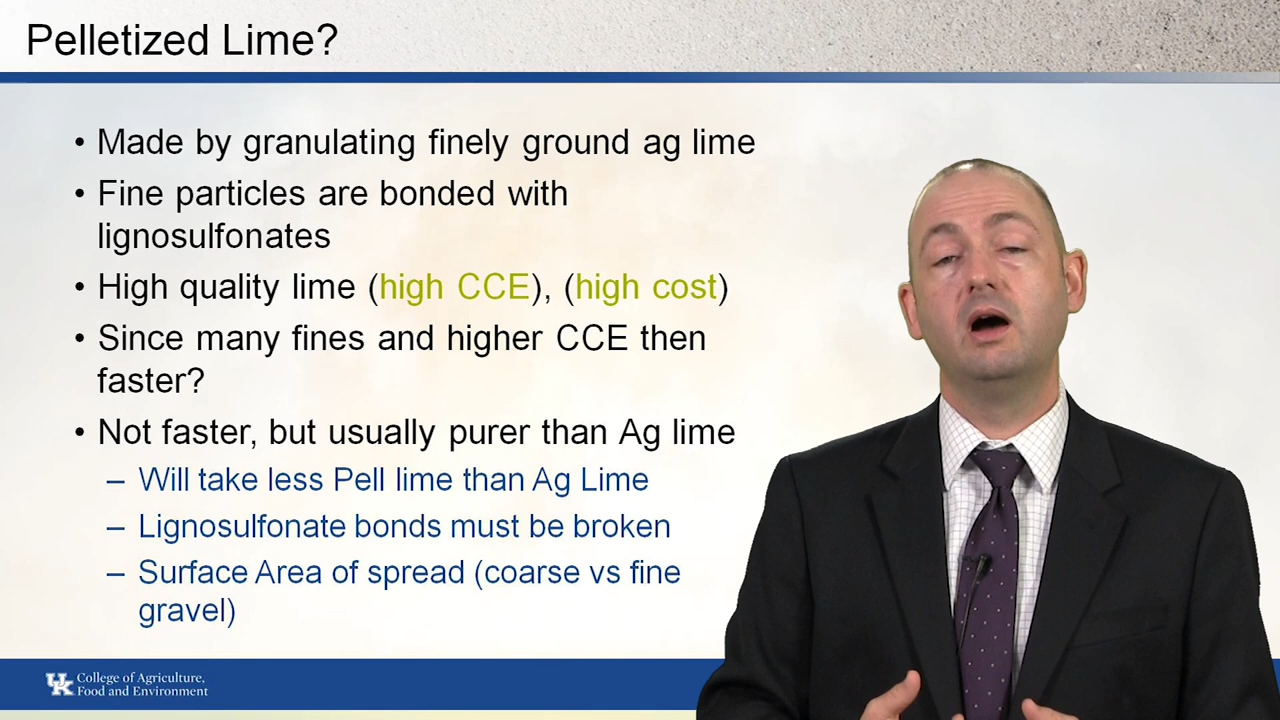 Pelletized Lime?
• Made by granulating finely ground ag lime
• Fine particles are bonded with
lignosulfonates
• High quality lime (high CCE), (high cost)
• Since many fines and higher CCE then
faster?
• Not faster, but usually purer than Ag lime
– Will take less Pell lime than Ag Lime
– Lignosulfonate bonds must be broken
– Surface Area of spread (coarse vs fine
gravel)
UK College of Agriculture,
Food and Environment